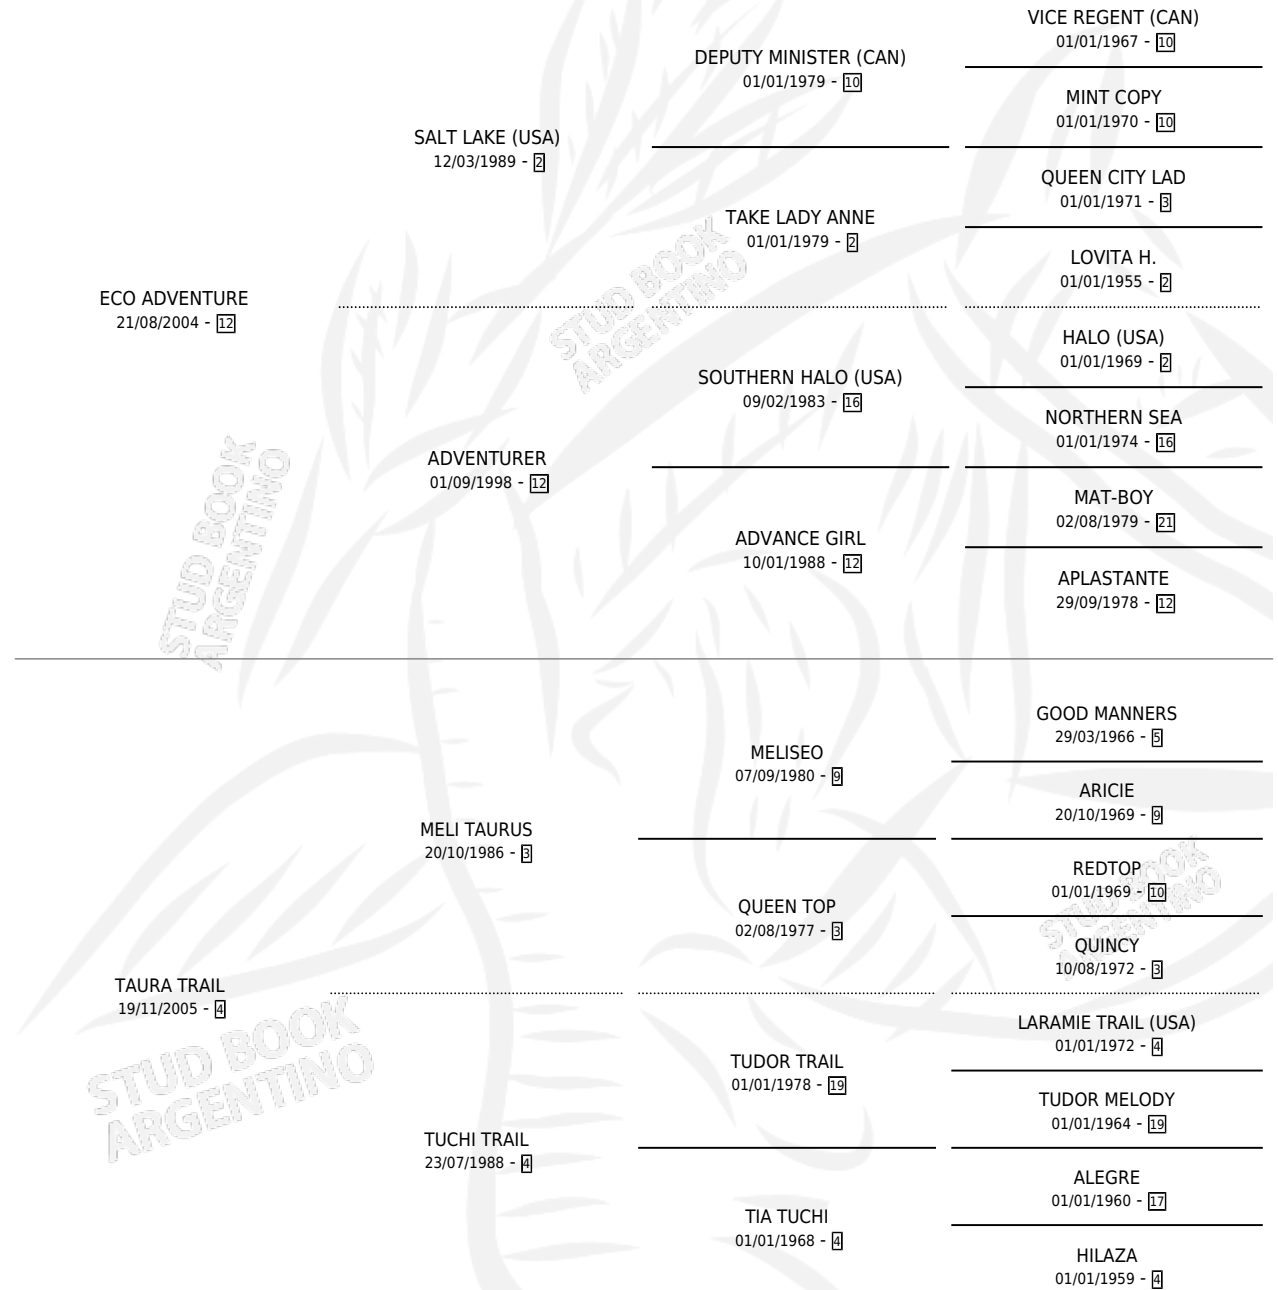 VICE REGENT (CAN)
01/01/1967 - 10
DEPUTY MINISTER (CAN)
01/01/1979 - 10
MINT COPY
01/01/1970 - 10
SALT LAKE (USA)
12/03/1989 - 2
QUEEN CITY LAD
01/01/1971 - 3
TAKE LADY ANNE
01/01/1979 - 2
LOVITA H.
01/01/1955 - 2
ECO ADVENTURE
21/08/2004 - 12
HALO (USA)
01/01/1969 - 2
SOUTHERN HALO (USA)
09/02/1983 - 16
NORTHERN SEA
01/01/1974 - 16
ADVENTURER
01/09/1998 - 12
MAT-BOY
02/08/1979 - 21
ADVANCE GIRL
10/01/1988 - 12
APLASTANTE
29/09/1978 - 12
GOOD MANNERS
29/03/1966 - 5
MELISEO
07/09/1980 - 9
ARICIE
20/10/1969 - 9
MELI TAURUS
20/10/1986 - 3
REDTOP
01/01/1969 - 10
QUEEN TOP
02/08/1977 - 3
QUINCY
10/08/1972 - 3
TAURA TRAIL
19/11/2005 - 4
LARAMIE TRAIL (USA)
01/01/1972 - 4
TUDOR TRAIL
01/01/1978 - 19
TUDOR MELODY
01/01/1964 - 19
TUCHI TRAIL
23/07/1988 - 4
ALEGRE
01/01/1960 - 17
TIA TUCHI
01/01/1968 - 4
HILAZA
01/01/1959 - 4
STUD BOOK
ARGENTINO
STUD BOOK
ARGENTINO
STUD BOOK
ARGENTINO
STUD BOOK
ARGENTINO